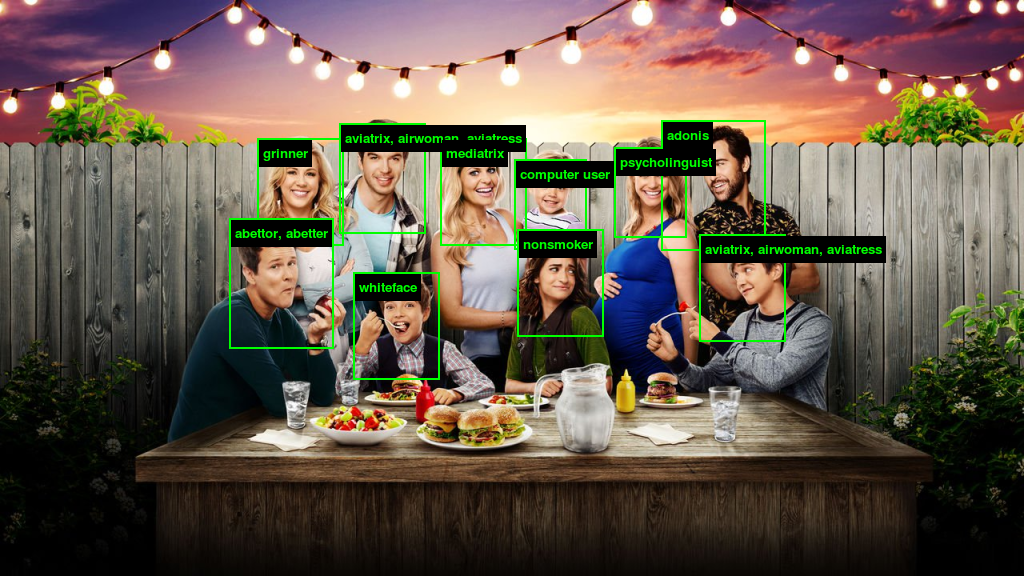 aviatrix, airwoman, aviatress
adonis
grinner
mediatrix
psycholinguist
computer user
abettor, abetter
nonsmoker
aviatrix, airwoman, aviatress
whiteface